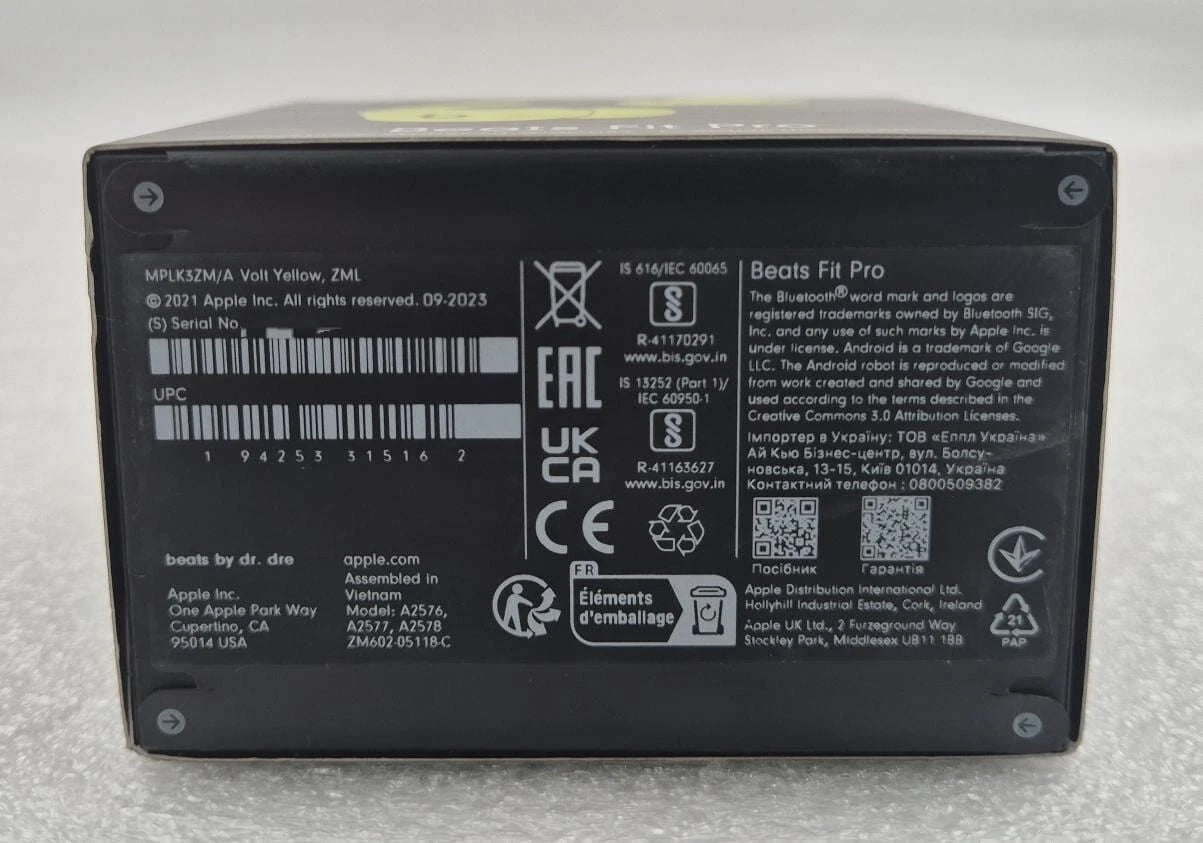 Beats Fit Pro
MPLK3ZM/A Volt Yellow, ZML
© 2021 Apple Inc. All rights reserved. 09-2023
(S) Serial No.
UPC
1 94253 31516 2
beats by dr. dre
Apple Inc.
One Apple Park Way
Cupertino, CA
95014 USA
apple.com
Assembled in
Vietnam
Model: A2576,
A2577, A2578
ZM602-05118-C
EAC
UK
CA
CE
IS 616/IEC 60065
R-41170291
www.bis.gov.in
IS 13252 (Part 1)/
IEC 60950-1
R-41163627
www.bis.gov.in
FR
Éléments
d'emballage
Beats Fit Pro
The Bluetooth® word mark and logos are
registered trademarks owned by Bluetooth SIG,
Inc. and any use of such marks by Apple Inc. is
under license. Android is a trademark of Google
LLC. The Android robot is reproduced or modified
from work created and shared by Google and
used according to the terms described in the
Creative Commons 3.0 Attribution Licenses.
Імпортер в Україну: ТОВ «Еппл Україна»
Ай Кью Бізнес-центр, вул. Болсу-
новська, 13-15, Київ 01014, Україна
Контактний телефон : 0800509382
Посібник
Гарантія
Apple Distribution International Ltd.
Hollyhill Industrial Estate, Cork, Ireland
Apple UK Ltd., 2 Furzeground Way
Stockley Park, Middlesex UB11 1BB
21
PAP